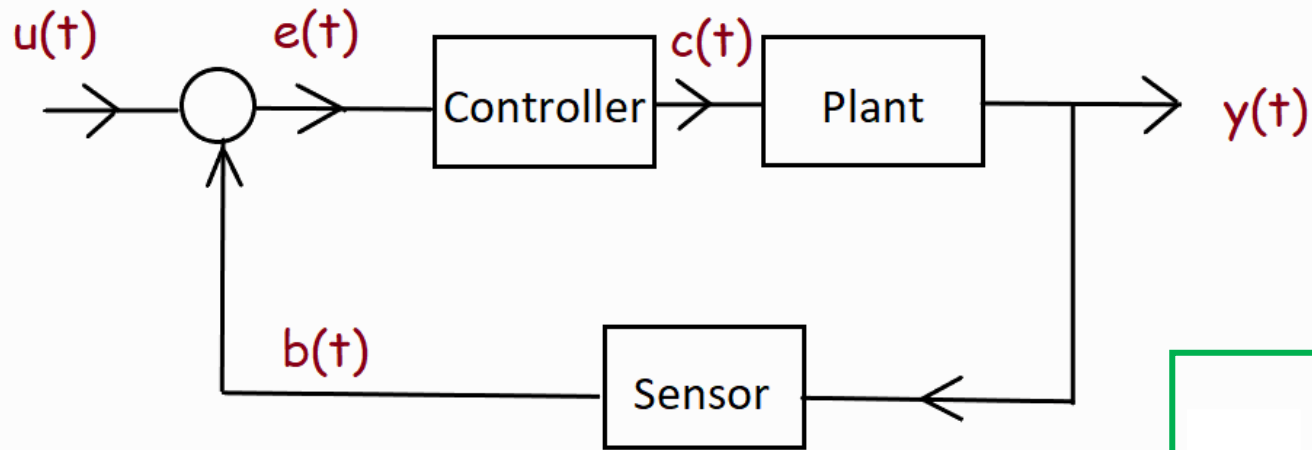 u(t)
e(t)
Controller
c(t)
Plant
y(t)
b(t)
Sensor